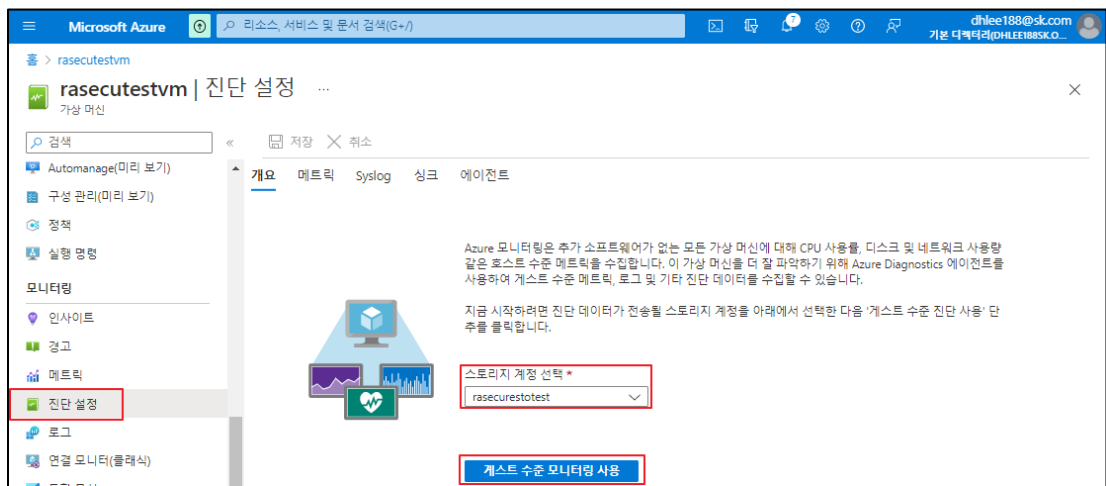 Microsoft Azure
리소스, 서비스 및 문서 검색(G+/)
7
dhlee188@sk.com
기본 디렉터리(DHLEE188SK.O...
홈 > rasecutestvm
rasecutestvm | 진단 설정 ...
가상 머신
검색
저장 취소
Automanage(미리 보기)
구성 관리(미리 보기)
정책
실행 명령
모니터링
인사이트
경고
메트릭
진단 설정
로그
연결 모니터(클래식)
개요 메트릭 Syslog 싱크 에이전트
Azure 모니터링은 추가 소프트웨어가 없는 모든 가상 머신에 대해 CPU 사용률, 디스크 및 네트워크 사용량
같은 호스트 수준 메트릭을 수집합니다. 이 가상 머신을 더 잘 파악하기 위해 Azure Diagnostics 에이전트를
사용하여 게스트 수준 메트릭, 로그 및 기타 진단 데이터를 수집할 수 있습니다.
지금 시작하려면 진단 데이터가 전송될 스토리지 계정을 아래에서 선택한 다음 '게스트 수준 진단 사용' 단
추를 클릭합니다.
스토리지 계정 선택 *
rasecurestotest
게스트 수준 모니터링 사용